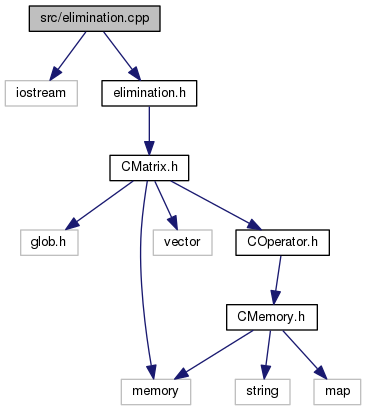 src/elimination.cpp
iostream
elimination.h
CMatrix.h
glob.h
vector
COperator.h
CMemory.h
memory
string
map